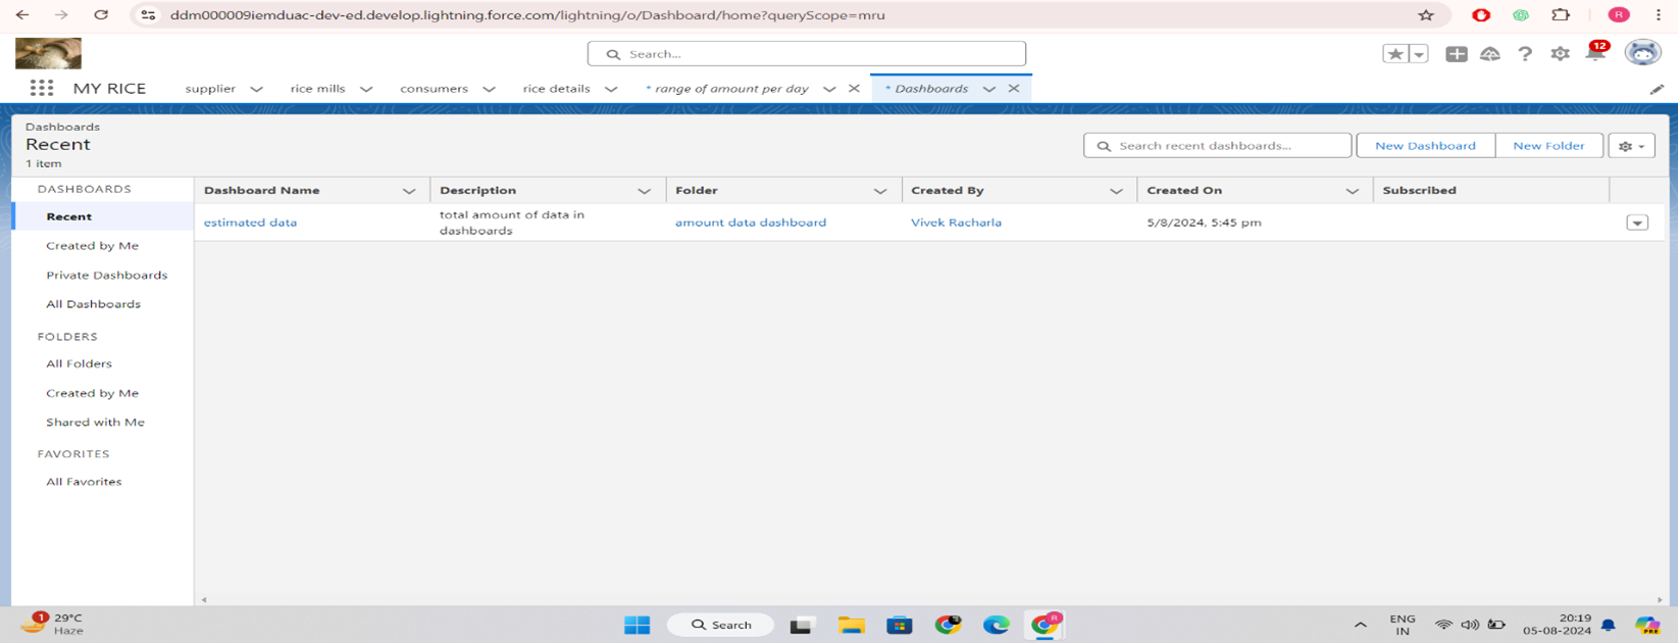 ddm000009iemduac-dev-ed.develop.lightning.force.com/lightning/o/Dashboard/home?queryScope=mru
R
Search...
12
MY RICE supplier rice mills consumers rice details * range of amount per day * Dashboards
Dashboards
Recent
1 item
Search recent dashboards... New Dashboard New Folder
DASHBOARDS
Recent
Created by Me
Private Dashboards
All Dashboards
FOLDERS
All Folders
Created by Me
Shared with Me
FAVORITES
All Favorites
Dashboard Name Description Folder Created By Created On Subscribed
estimated data total amount of data in dashboards amount data dashboard Vivek Racharla 5/8/2024, 5:45 pm
1 29°C
Haze
Search
R
ENG
IN
20:19
05-08-2024
PRE